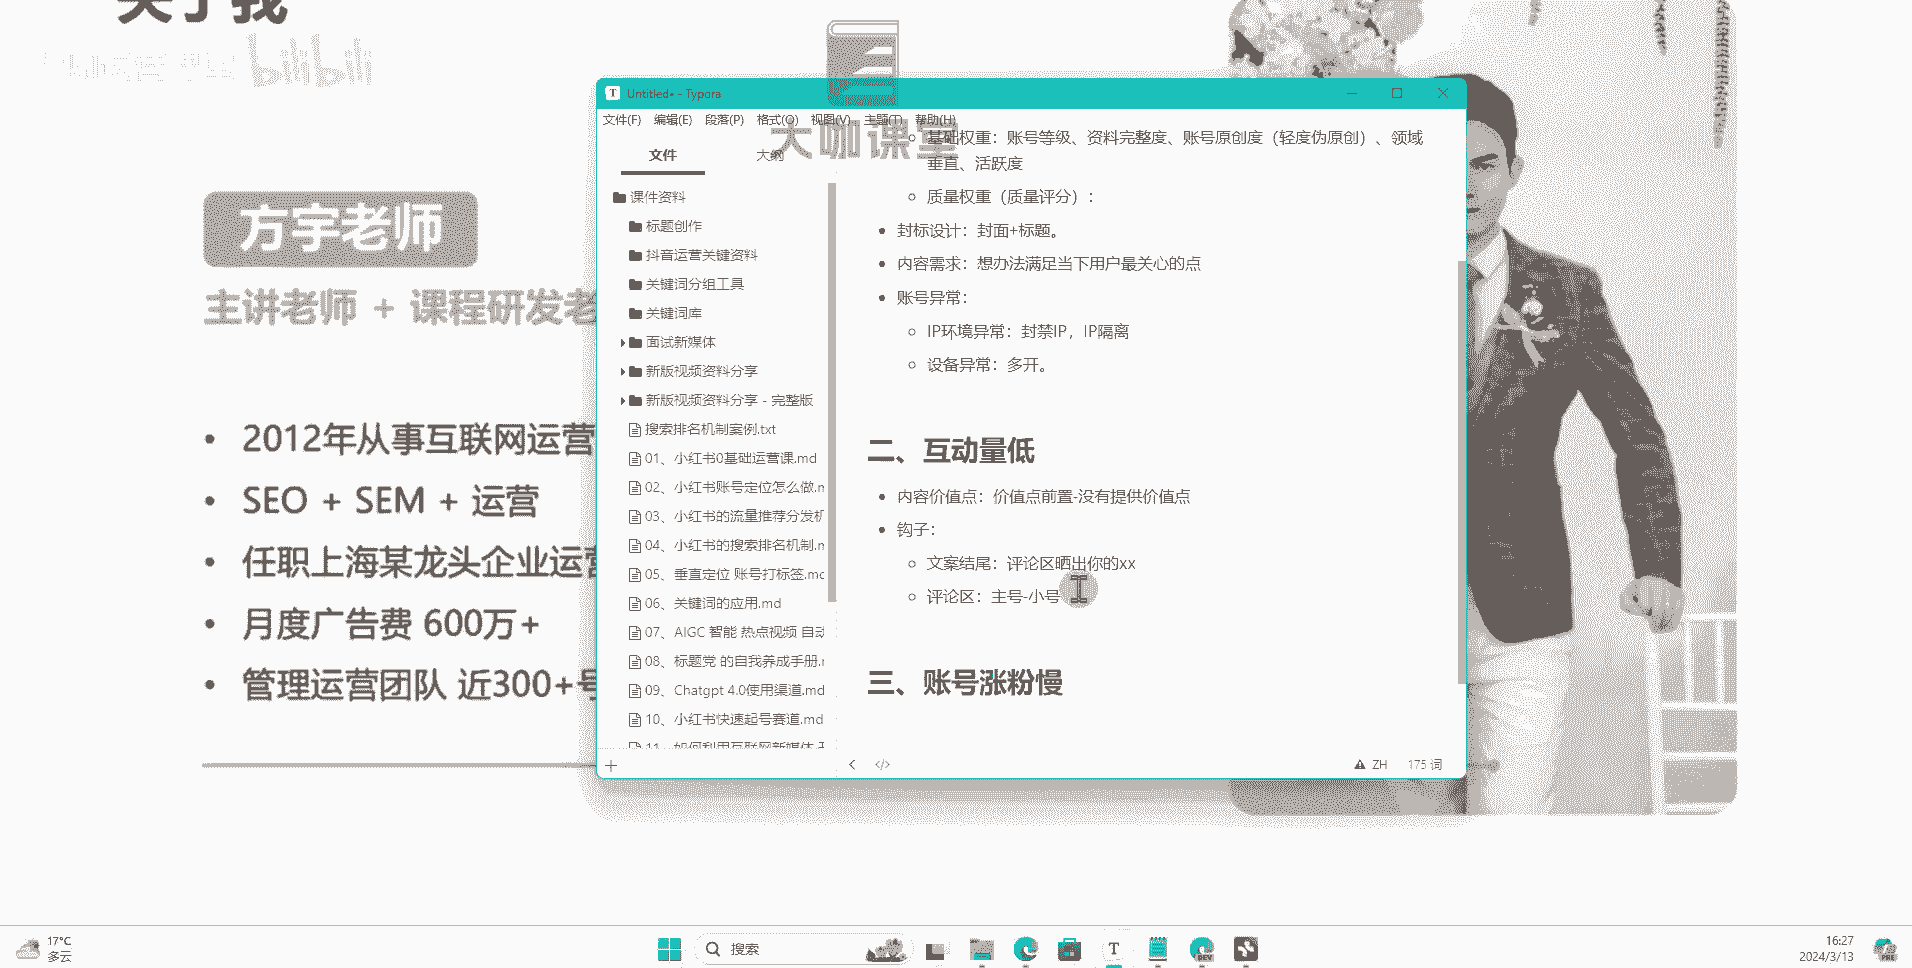 关于我
bilibili
大咖课堂
方宇老师
主讲老师 + 课程研发老
2012年从事互联网运营
SEO + SEM + 运营
任职上海某龙头企业运营
月度广告费 600万+
管理运营团队 近300+号
Untitled• - Typora
文件(F) 编辑(E) 段落(P) 格式(O) 视图(V) 主题(T) 帮助(H)
文件 大纲
课件资料
标题创作
抖音运营关键资料
关键词分组工具
关键词库
面试新媒体
新版视频资料分享
新版视频资料分享 - 完整版
搜索排名机制案例.txt
01、小红书0基础运营课.md
02、小红书账号定位怎么做.m
03、小红书的流量推荐分发机
04、小红书的搜索排名机制.m
05、垂直定位 账号打标签.mc
06、关键词的应用.md
07、AIGC 智能 热点视频 自动
08、标题党 的自我养成手册.r
09、Chatgpt 4.0使用渠道.md
10、小红书快速起号赛道.md
11、如何利用互联网新媒体
基础权重：账号等级、资料完整度、账号原创度（轻度伪原创）、领域
垂直、活跃度
质量权重（质量评分）：
封标设计：封面+标题。
内容需求：想办法满足当下用户最关心的点
账号异常：
IP环境异常：封禁IP，IP隔离
设备异常：多开。
二、互动量低
内容价值点：价值点前置-没有提供价值点
钩子：
文案结尾：评论区晒出你的xx
评论区：主号-小号
三、账号涨粉慢
ZH 175 词
17°C
多云
搜索
DEV
16:27
2024/3/13
PRE